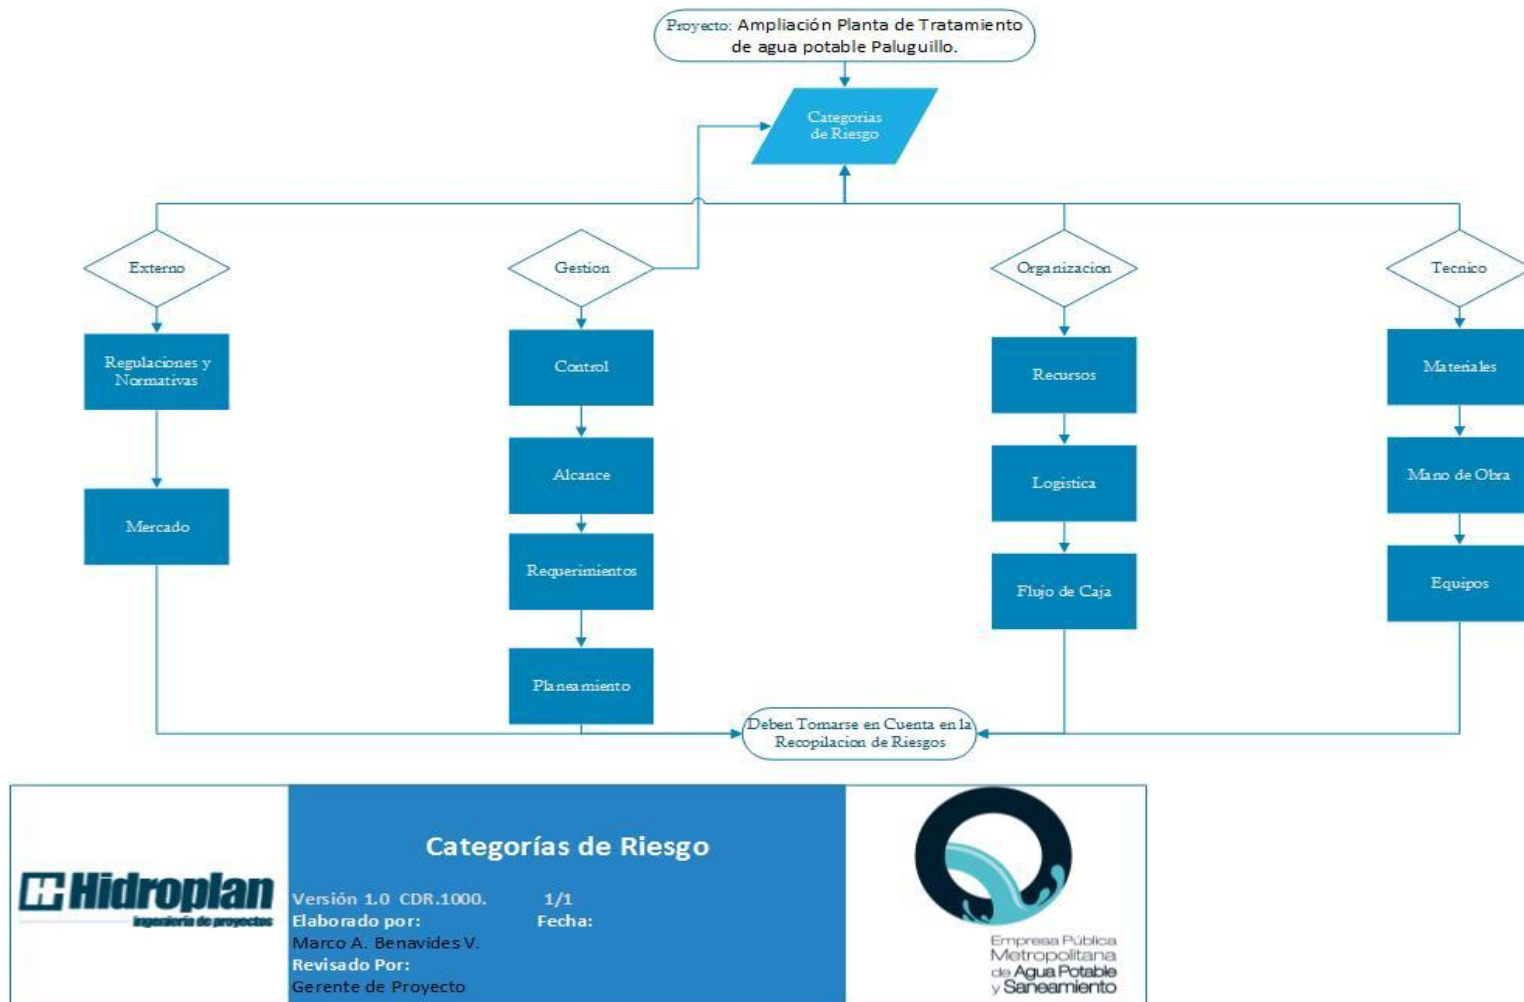 Proyecto: Ampliación Planta de Tratamiento
de agua potable Paluguillo.
Categorias
de Riesgo
Externo
Gestion
Organizacion
Tecnico
Regulaciones y
Normativas
Control
Recursos
Materiales
Mercado
Alcance
Logistica
Mano de Obra
Requerimientos
Flujo de Caja
Equipos
Planeamiento
Deben Tomarse en Cuenta en la
Recopilacion de Riesgos
Hidroplan
ingeniería de proyectos
Categorías de Riesgo
Versión 1.0 CDR.1000. 1/1
Elaborado por: Fecha:
Marco A. Benavides V.
Revisado Por:
Gerente de Proyecto
Empresa Pública
Metropolitana
de Agua Potable
y Saneamiento